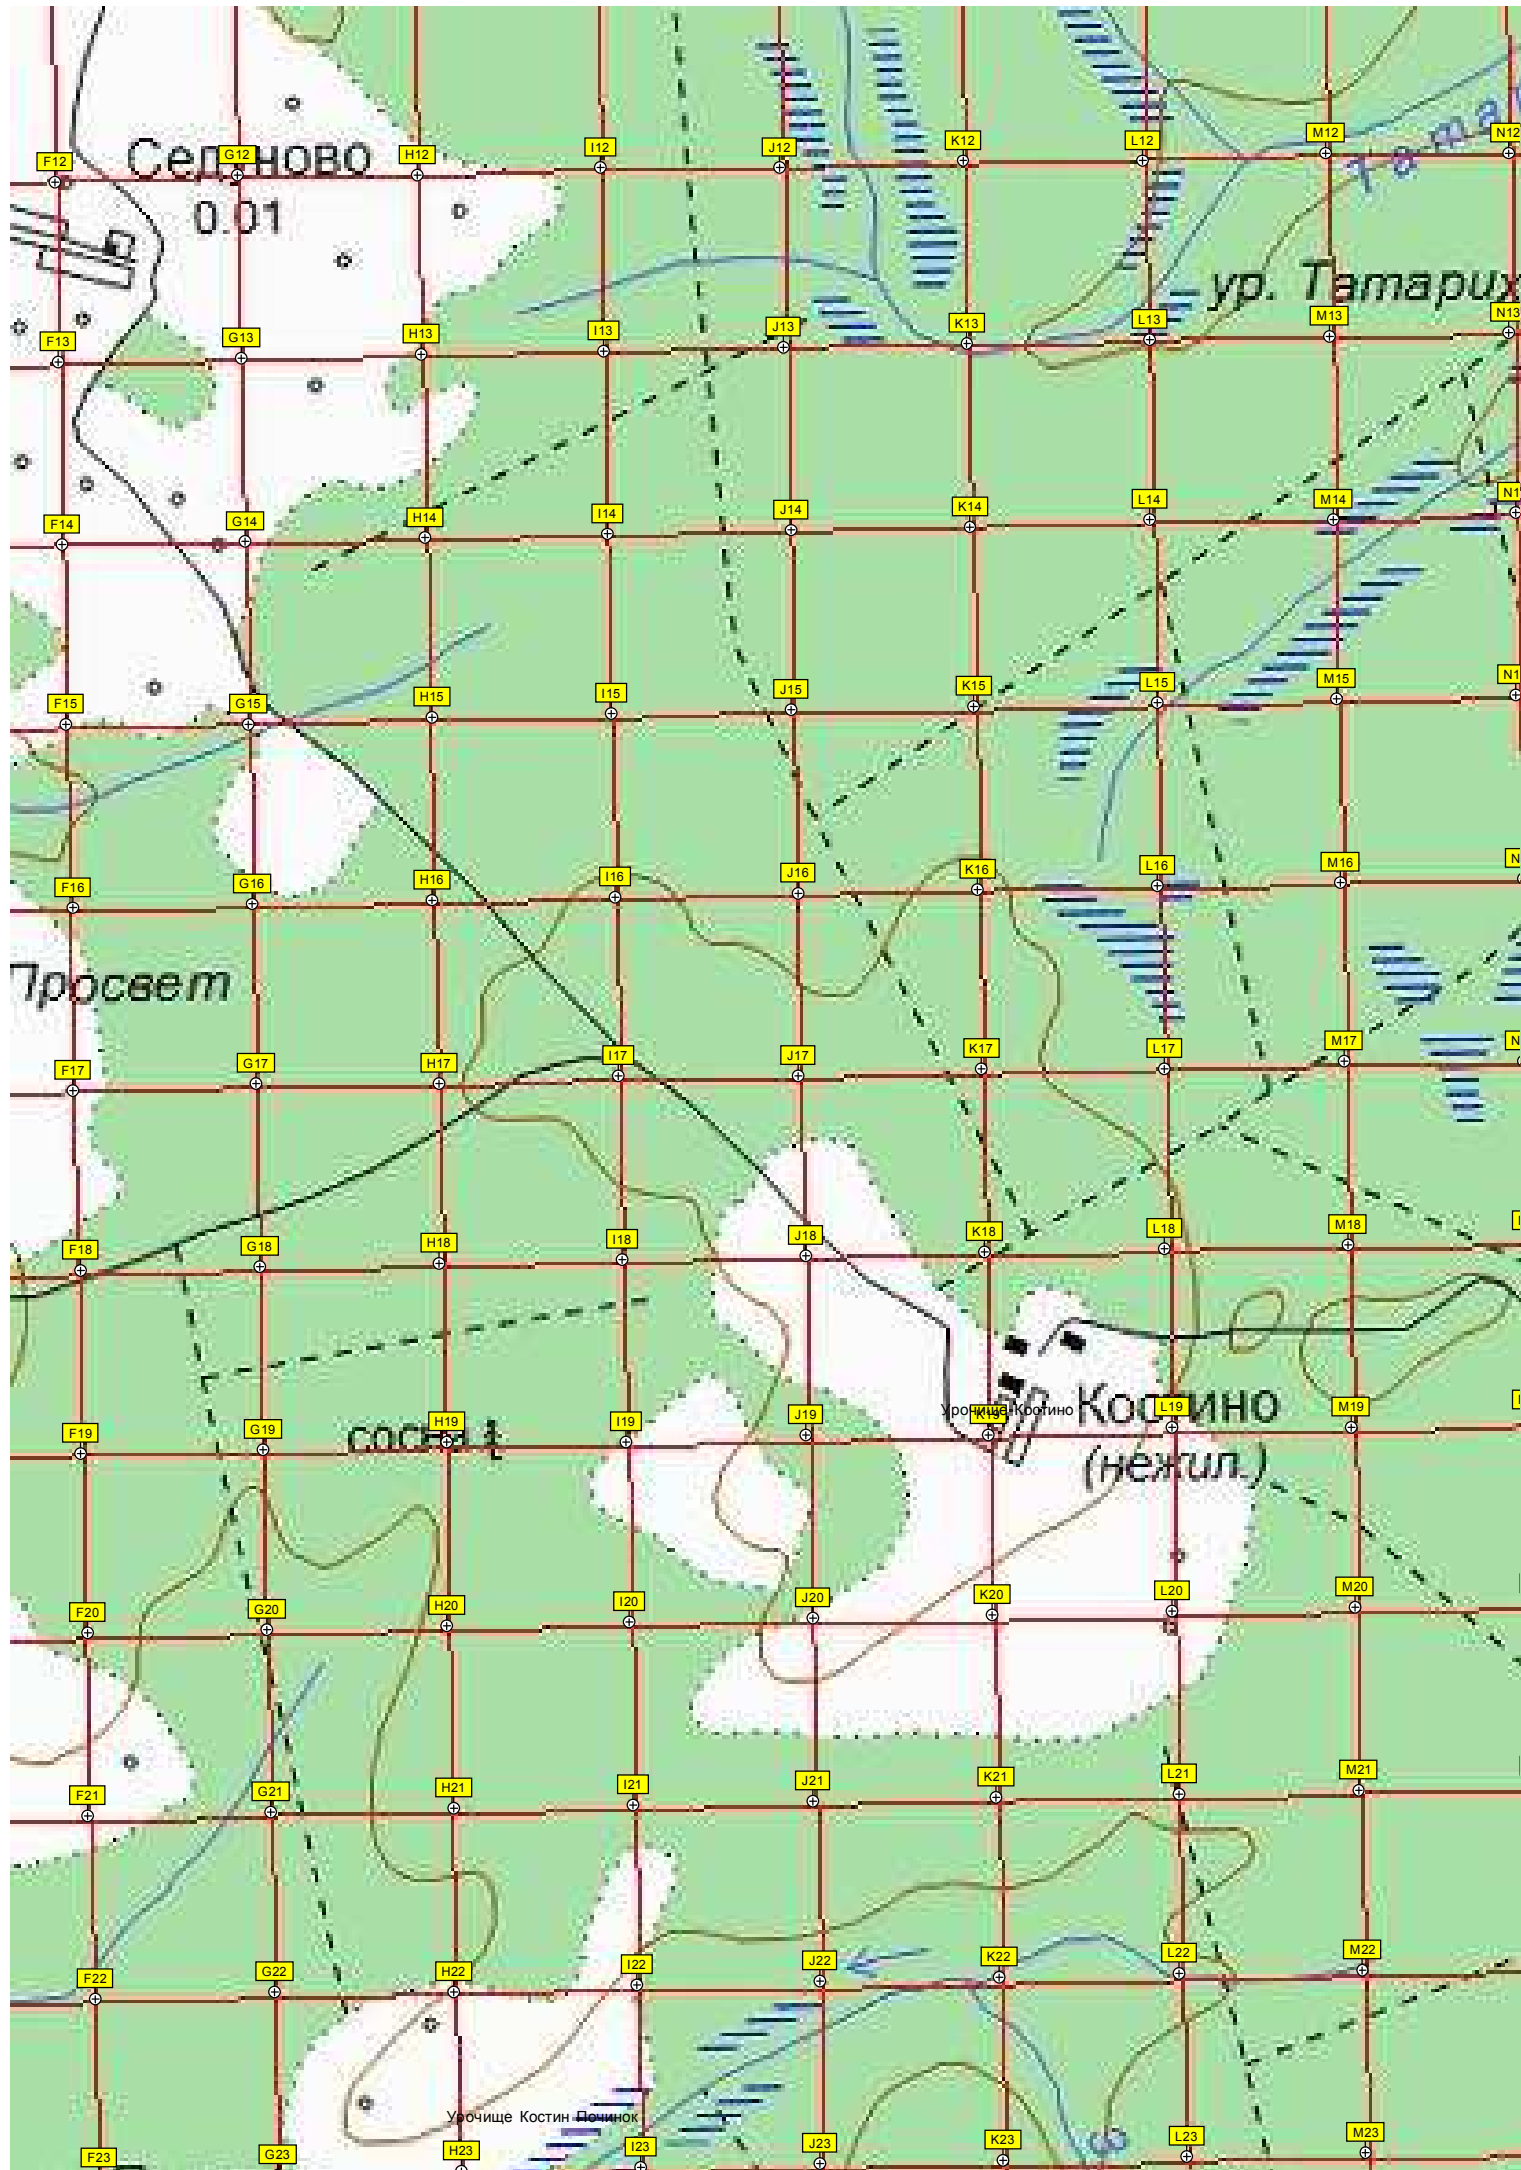 F12 G12 H12 I12 J12 K12 L12 M12 N12
Седяново
0.01
ур. Татарих
F13 G13 H13 I13 J13 K13 L13 M13 N13
F14 G14 H14 I14 J14 K14 L14 M14
F15 G15 H15 I15 J15 K15 L15 M15
F16 G16 H16 I16 J16 K16 L16 M16
Просвет
F17 G17 H17 I17 J17 K17 L17 M17
F18 G18 H18 I18 J18 K18 L18 M18
F19 G19 H19 I19 J19 K19 L19 M19
Урочище Костино
Костино
(нежил.)
F20 G20 H20 I20 J20 K20 L20 M20
F21 G21 H21 I21 J21 K21 L21 M21
F22 G22 H22 I22 J22 K22 L22 M22
Урочище Костин Починок
F23 G23 H23 I23 J23 K23 L23 M23